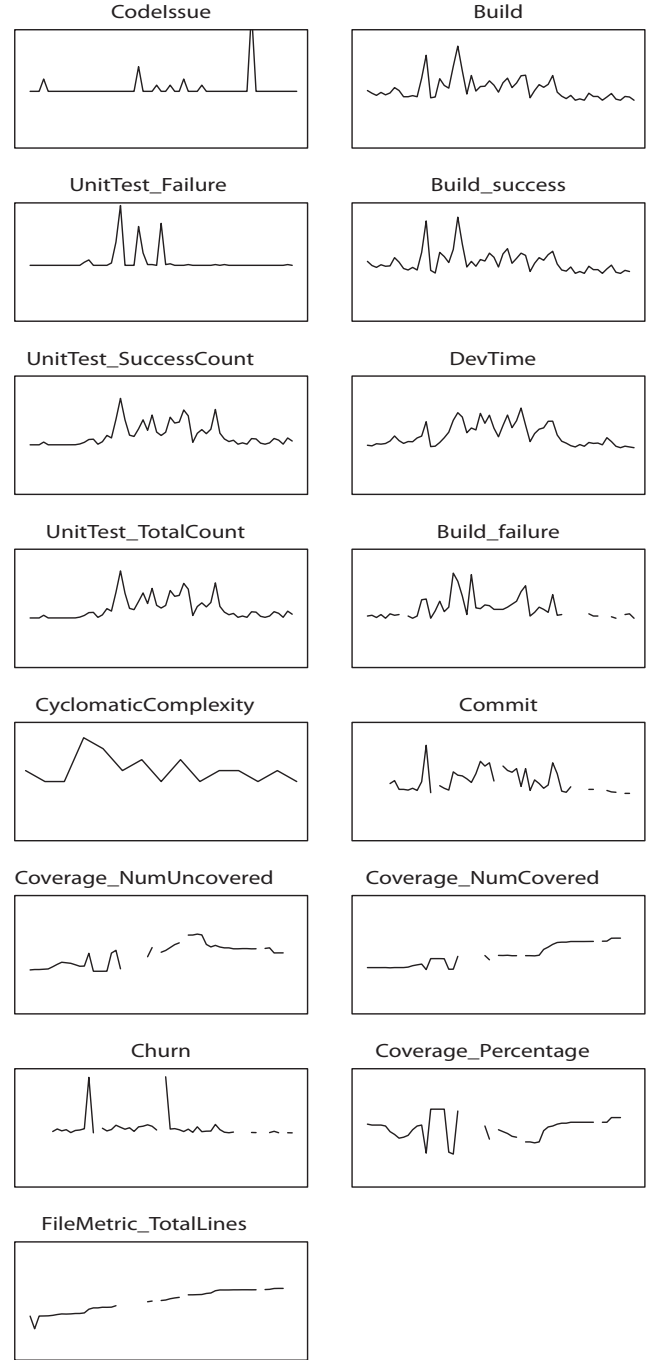 CodeIssue
Build
UnitTest_Failure
Build_success
UnitTest_SuccessCount
DevTime
UnitTest_TotalCount
Build_failure
CyclomaticComplexity
Commit
Coverage_NumUncovered
Coverage_NumCovered
Churn
Coverage_Percentage
FileMetric_TotalLines